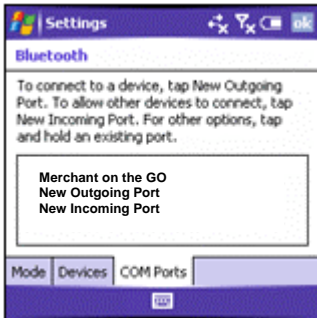 Settings
ok
Bluetooth
To connect to a device, tap New Outgoing
Port. To allow other devices to connect, tap
New Incoming Port. For other options, tap
and hold an existing port.
Merchant on the GO
New Outgoing Port
New Incoming Port
Mode Devices COM Ports